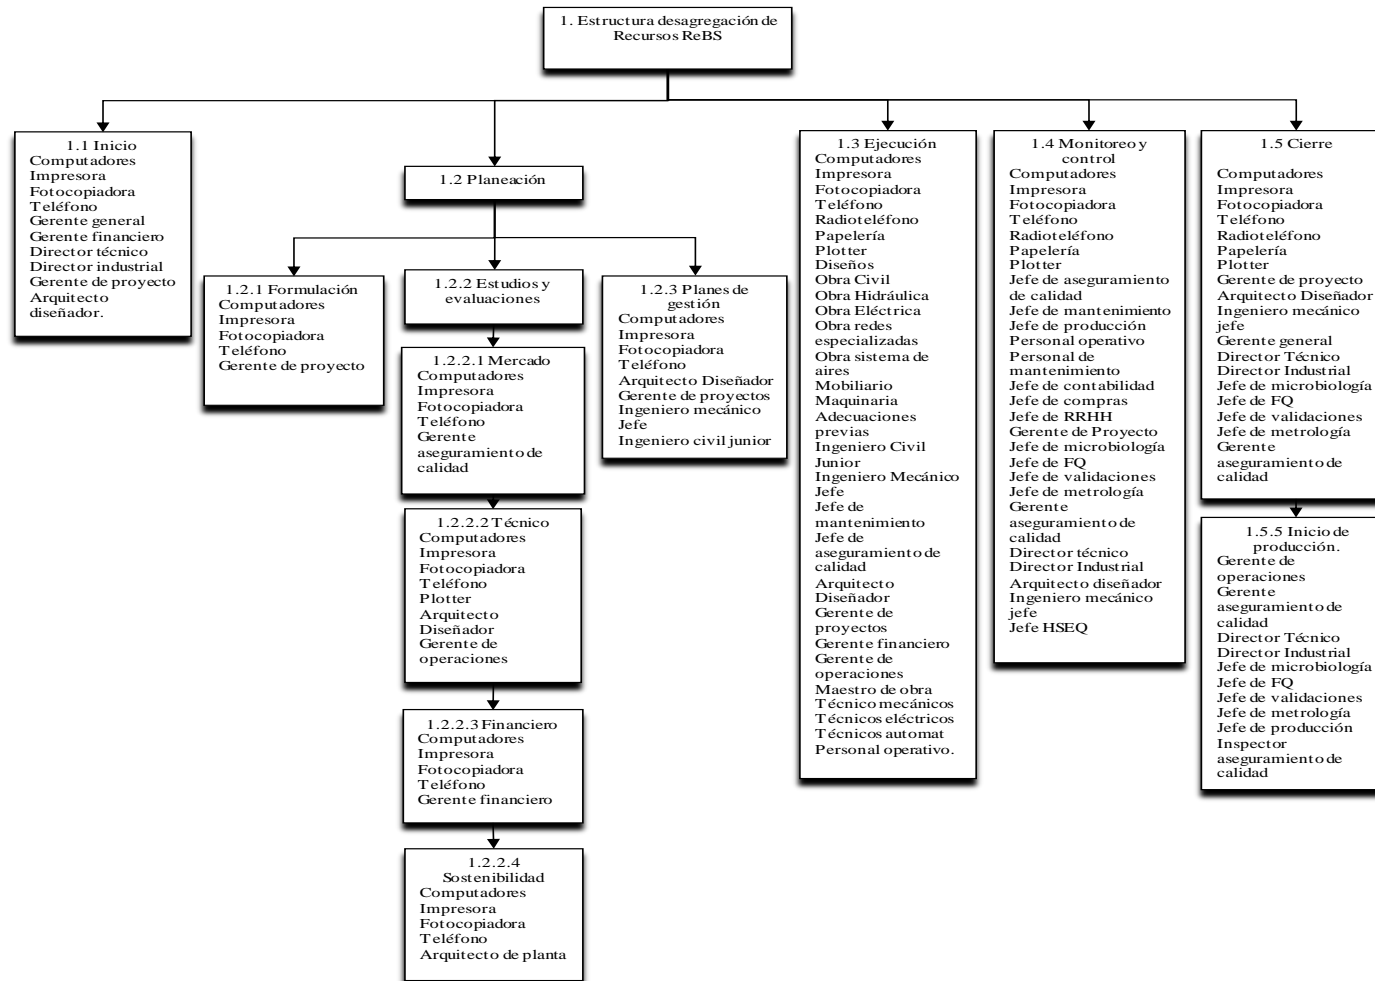 1. Estructura desagregación de
Recursos ReBS
1.1 Inicio
Computadores
Impresora
Fotocopiadora
Teléfono
Gerente general
Gerente financiero
Director técnico
Director industrial
Gerente de proyecto
Arquitecto
diseñador.
1.2 Planeación
1.2.1 Formulación
Computadores
Impresora
Fotocopiadora
Teléfono
Gerente de proyecto
1.2.2 Estudios y
evaluaciones
1.2.2.1 Mercado
Computadores
Impresora
Fotocopiadora
Teléfono
Gerente
aseguramiento de
calidad
1.2.2.2 Técnico
Computadores
Impresora
Fotocopiadora
Teléfono
Plotter
Arquitecto
Diseñador
Gerente de
operaciones
1.2.2.3 Financiero
Computadores
Impresora
Fotocopiadora
Teléfono
Gerente financiero
1.2.2.4
Sostenibilidad
Computadores
Impresora
Fotocopiadora
Teléfono
Arquitecto de planta
1.2.3 Planes de
gestión
Computadores
Impresora
Fotocopiadora
Teléfono
Arquitecto Diseñador
Gerente de proyectos
Ingeniero mecánico
Jefe
Ingeniero civil junior
1.3 Ejecución
Computadores
Impresora
Fotocopiadora
Teléfono
Radioteléfono
Papelería
Plotter
Diseños
Obra Civil
Obra Hidráulica
Obra Eléctrica
Obra redes
especializadas
Obra sistema de
aires
Mobiliario
Maquinaria
Adecuaciones
previas
Ingeniero Civil
Junior
Ingeniero Mecánico
Jefe
Jefe de
mantenimiento
Jefe de
aseguramiento de
calidad
Arquitecto
Diseñador
Gerente de
proyectos
Gerente financiero
Gerente de
operaciones
Maestro de obra
Técnico mecánicos
Técnicos eléctricos
Técnicos automat
Personal operativo.
1.4 Monitoreo y
control
Computadores
Impresora
Fotocopiadora
Teléfono
Radioteléfono
Papelería
Plotter
Jefe de aseguramiento
de calidad
Jefe de mantenimiento
Jefe de producción
Personal operativo
Personal de
mantenimiento
Jefe de contabilidad
Jefe de compras
Jefe de RRHH
Gerente de Proyecto
Jefe de microbiología
Jefe de FQ
Jefe de validaciones
Jefe de metrología
Gerente
aseguramiento de
calidad
Director técnico
Director Industrial
Arquitecto diseñador
Ingeniero mecánico
jefe
Jefe HSEQ
1.5 Cierre
Computadores
Impresora
Fotocopiadora
Teléfono
Radioteléfono
Papelería
Plotter
Gerente de proyecto
Arquitecto Diseñador
Ingeniero mecánico
jefe
Gerente general
Director Técnico
Director Industrial
Jefe de microbiología
Jefe de FQ
Jefe de validaciones
Jefe de metrología
Gerente
aseguramiento de
calidad
1.5.5 Inicio de
producción.
Gerente de
operaciones
Gerente
aseguramiento de
calidad
Director Técnico
Director Industrial
Jefe de microbiología
Jefe de FQ
Jefe de validaciones
Jefe de metrología
Jefe de producción
Inspector
aseguramiento de
calidad